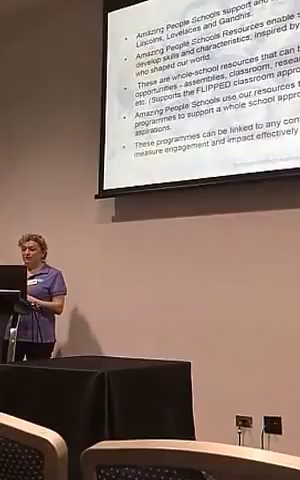 Amazing People Schools support and
Lincolns, Lovelaces and Gandhis.
Amazing People Schools Resources enable
develop skills and characteristics, inspired by
who shaped our world.
These are whole-school resources that can b
opportunities - assemblies, classroom, resea
etc. (Supports the FLIPPED classroom appro
Amazing People Schools use our resources t
programmes to support a whole school appro
aspirations.
These programmes can be linked to any con
measure engagement and impact effectively